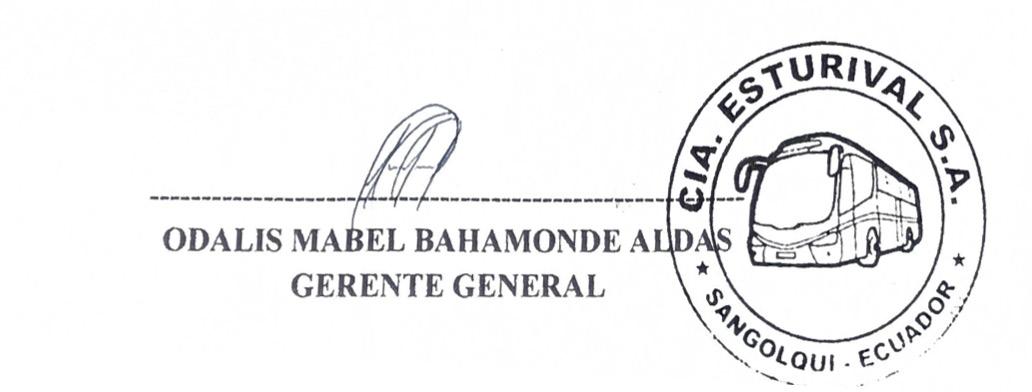 ODALIS MABEL BAHAMONDE ALDAS
GERENTE GENERAL
CIA. ESTURIVAL S.A.
★ SANGOLQUI - ECUADOR ★